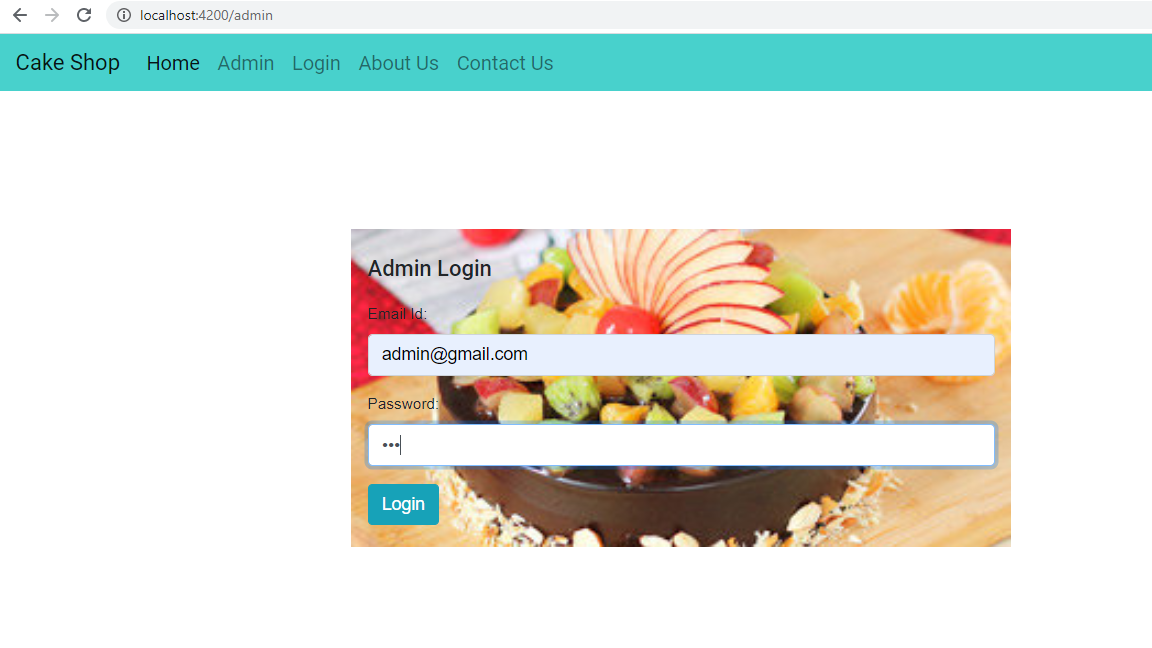 localhost:4200/admin
Cake Shop Home Admin Login About Us Contact Us
Admin Login
Email Id:
admin@gmail.com
Password:
•••
Login